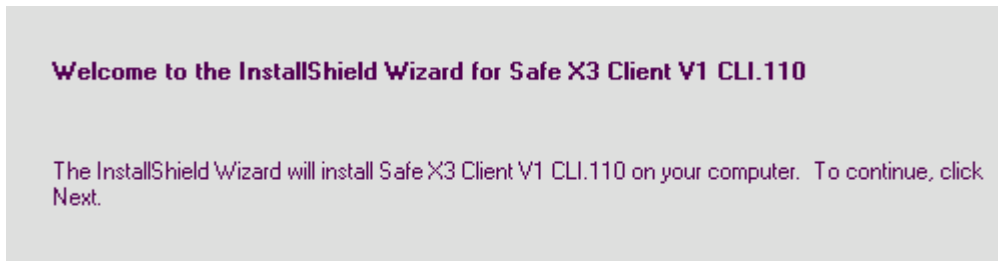 Welcome to the InstallShield Wizard for Safe X3 Client V1 CLI.110
The InstallShield Wizard will install Safe X3 Client V1 CLI.110 on your computer.  To continue, click
Next.